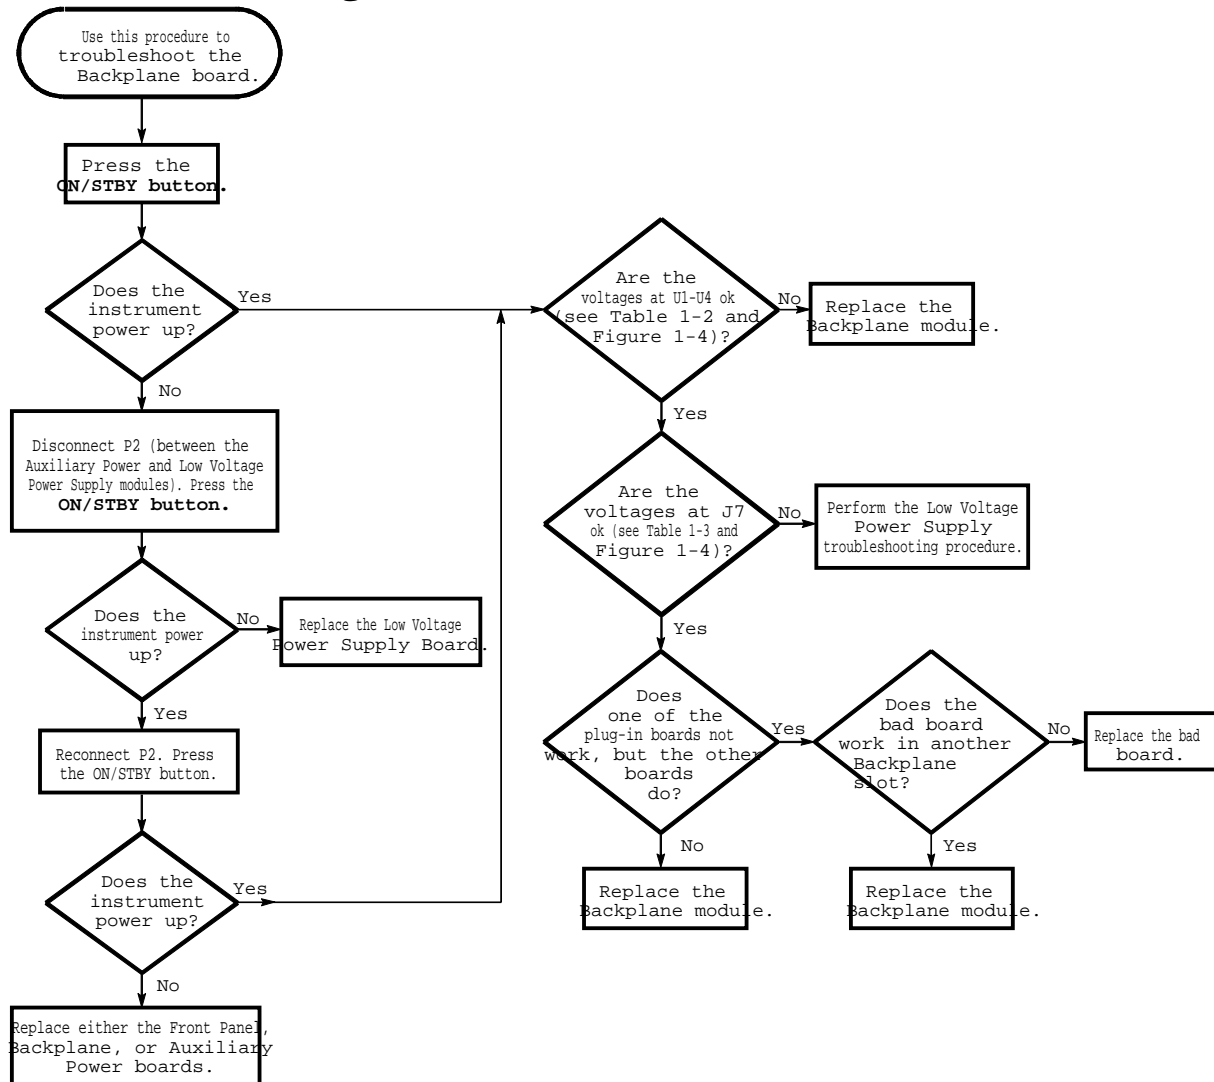 Use this procedure to
troubleshoot the
Backplane board.
Press the
ON/STBY button.
Does the
instrument
power up?
Yes
No
Disconnect P2 (between the
Auxiliary Power and Low Voltage
Power Supply modules). Press the
ON/STBY button.
Does the
instrument power
up?
No
Replace the Low Voltage
Power Supply Board.
Yes
Reconnect P2. Press
the ON/STBY button.
Does the
instrument
power up?
Yes
No
Replace either the Front Panel,
Backplane, or Auxiliary
Power boards.
Are the
voltages at U1-U4 ok
(see Table 1-2 and
Figure 1-4)?
No
Replace the
Backplane module.
Yes
Are the
voltages at J7
ok (see Table 1-3 and
Figure 1-4)?
No
Perform the Low Voltage
Power Supply
troubleshooting procedure.
Yes
Does
one of the
plug-in boards not
work, but the other
boards
do?
Yes
No
Replace the
Backplane module.
Does the
bad board
work in another
Backplane
slot?
No
Replace the bad
board.
Yes
Replace the
Backplane module.